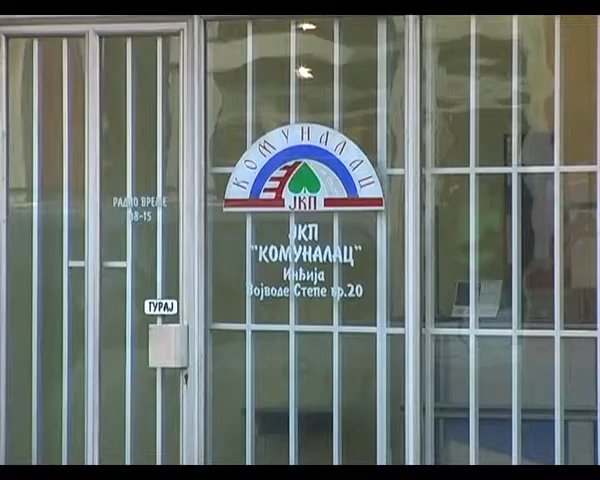 РАДНО ВРЕМЕ
08-15
КОМУНАЛАЦ
ЈКП
ЈКП
"КОМУНАЛАЦ"
Инђија
Војводе Степе бр.20
ГУРАЈ